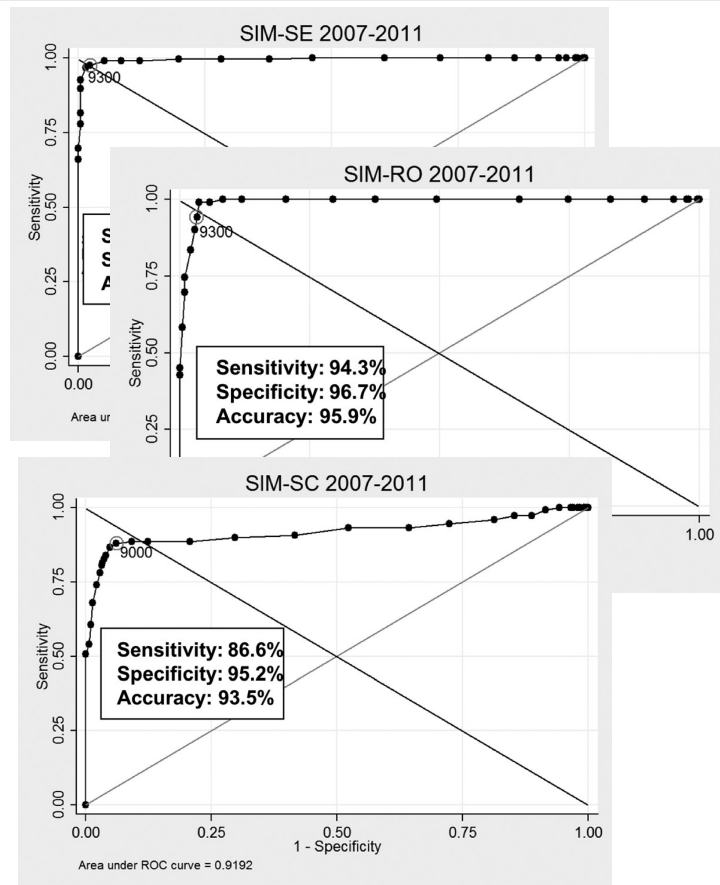 SIM-SE 2007-2011
1.00
9300
0.75
Sensitivity
0.50
S
S
A
0.25
0.00
0.00
Area ur
SIM-RO 2007-2011
1.00
9300
0.75
Sensitivity
0.50
Sensitivity: 94.3%
Specificity: 96.7%
Accuracy: 95.9%
0.25
1.00
SIM-SC 2007-2011
1.00
9000
0.75
Sensitivity
Sensitivity: 86.6%
Specificity: 95.2%
Accuracy: 93.5%
0.50
0.25
0.00
0.00 0.25 0.50 0.75 1.00
1 - Specificity
Area under ROC curve = 0.9192